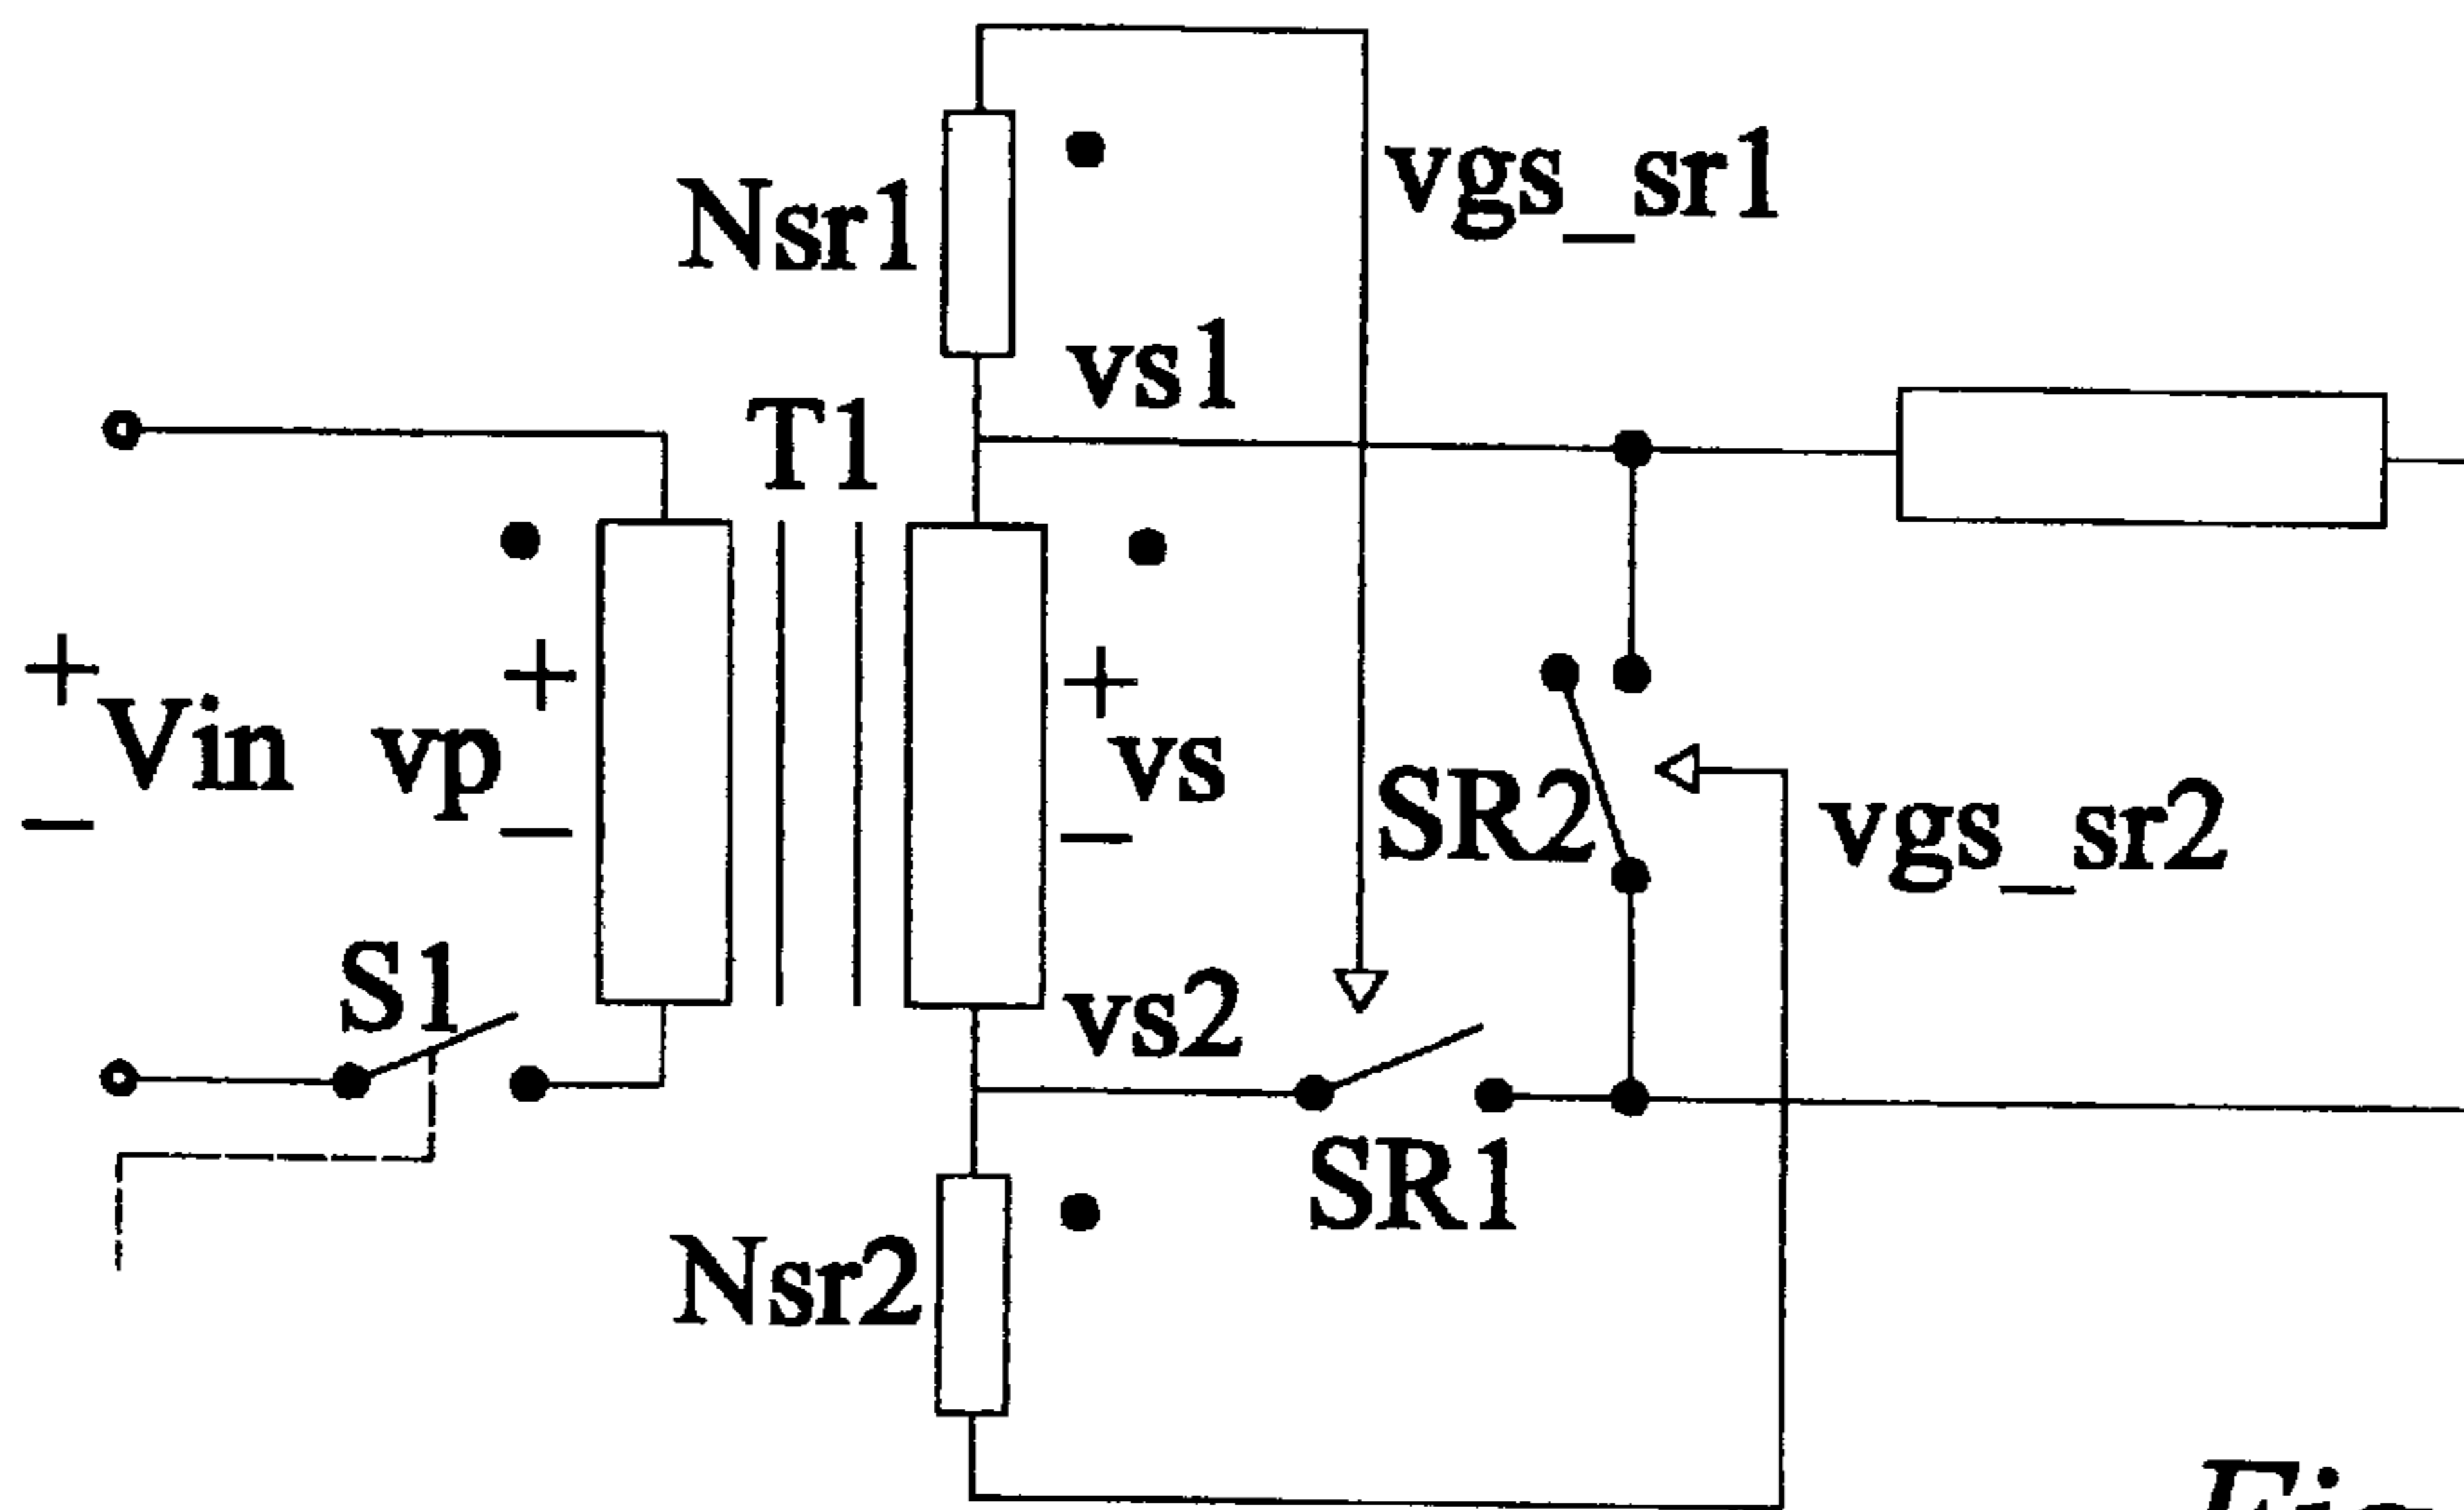 Nsr1
vgs_sr1
vs1
T1
+
+
+
Vin
vp
vs
SR2
vgs_sr2
−
−
−
S1
vs2
SR1
Nsr2